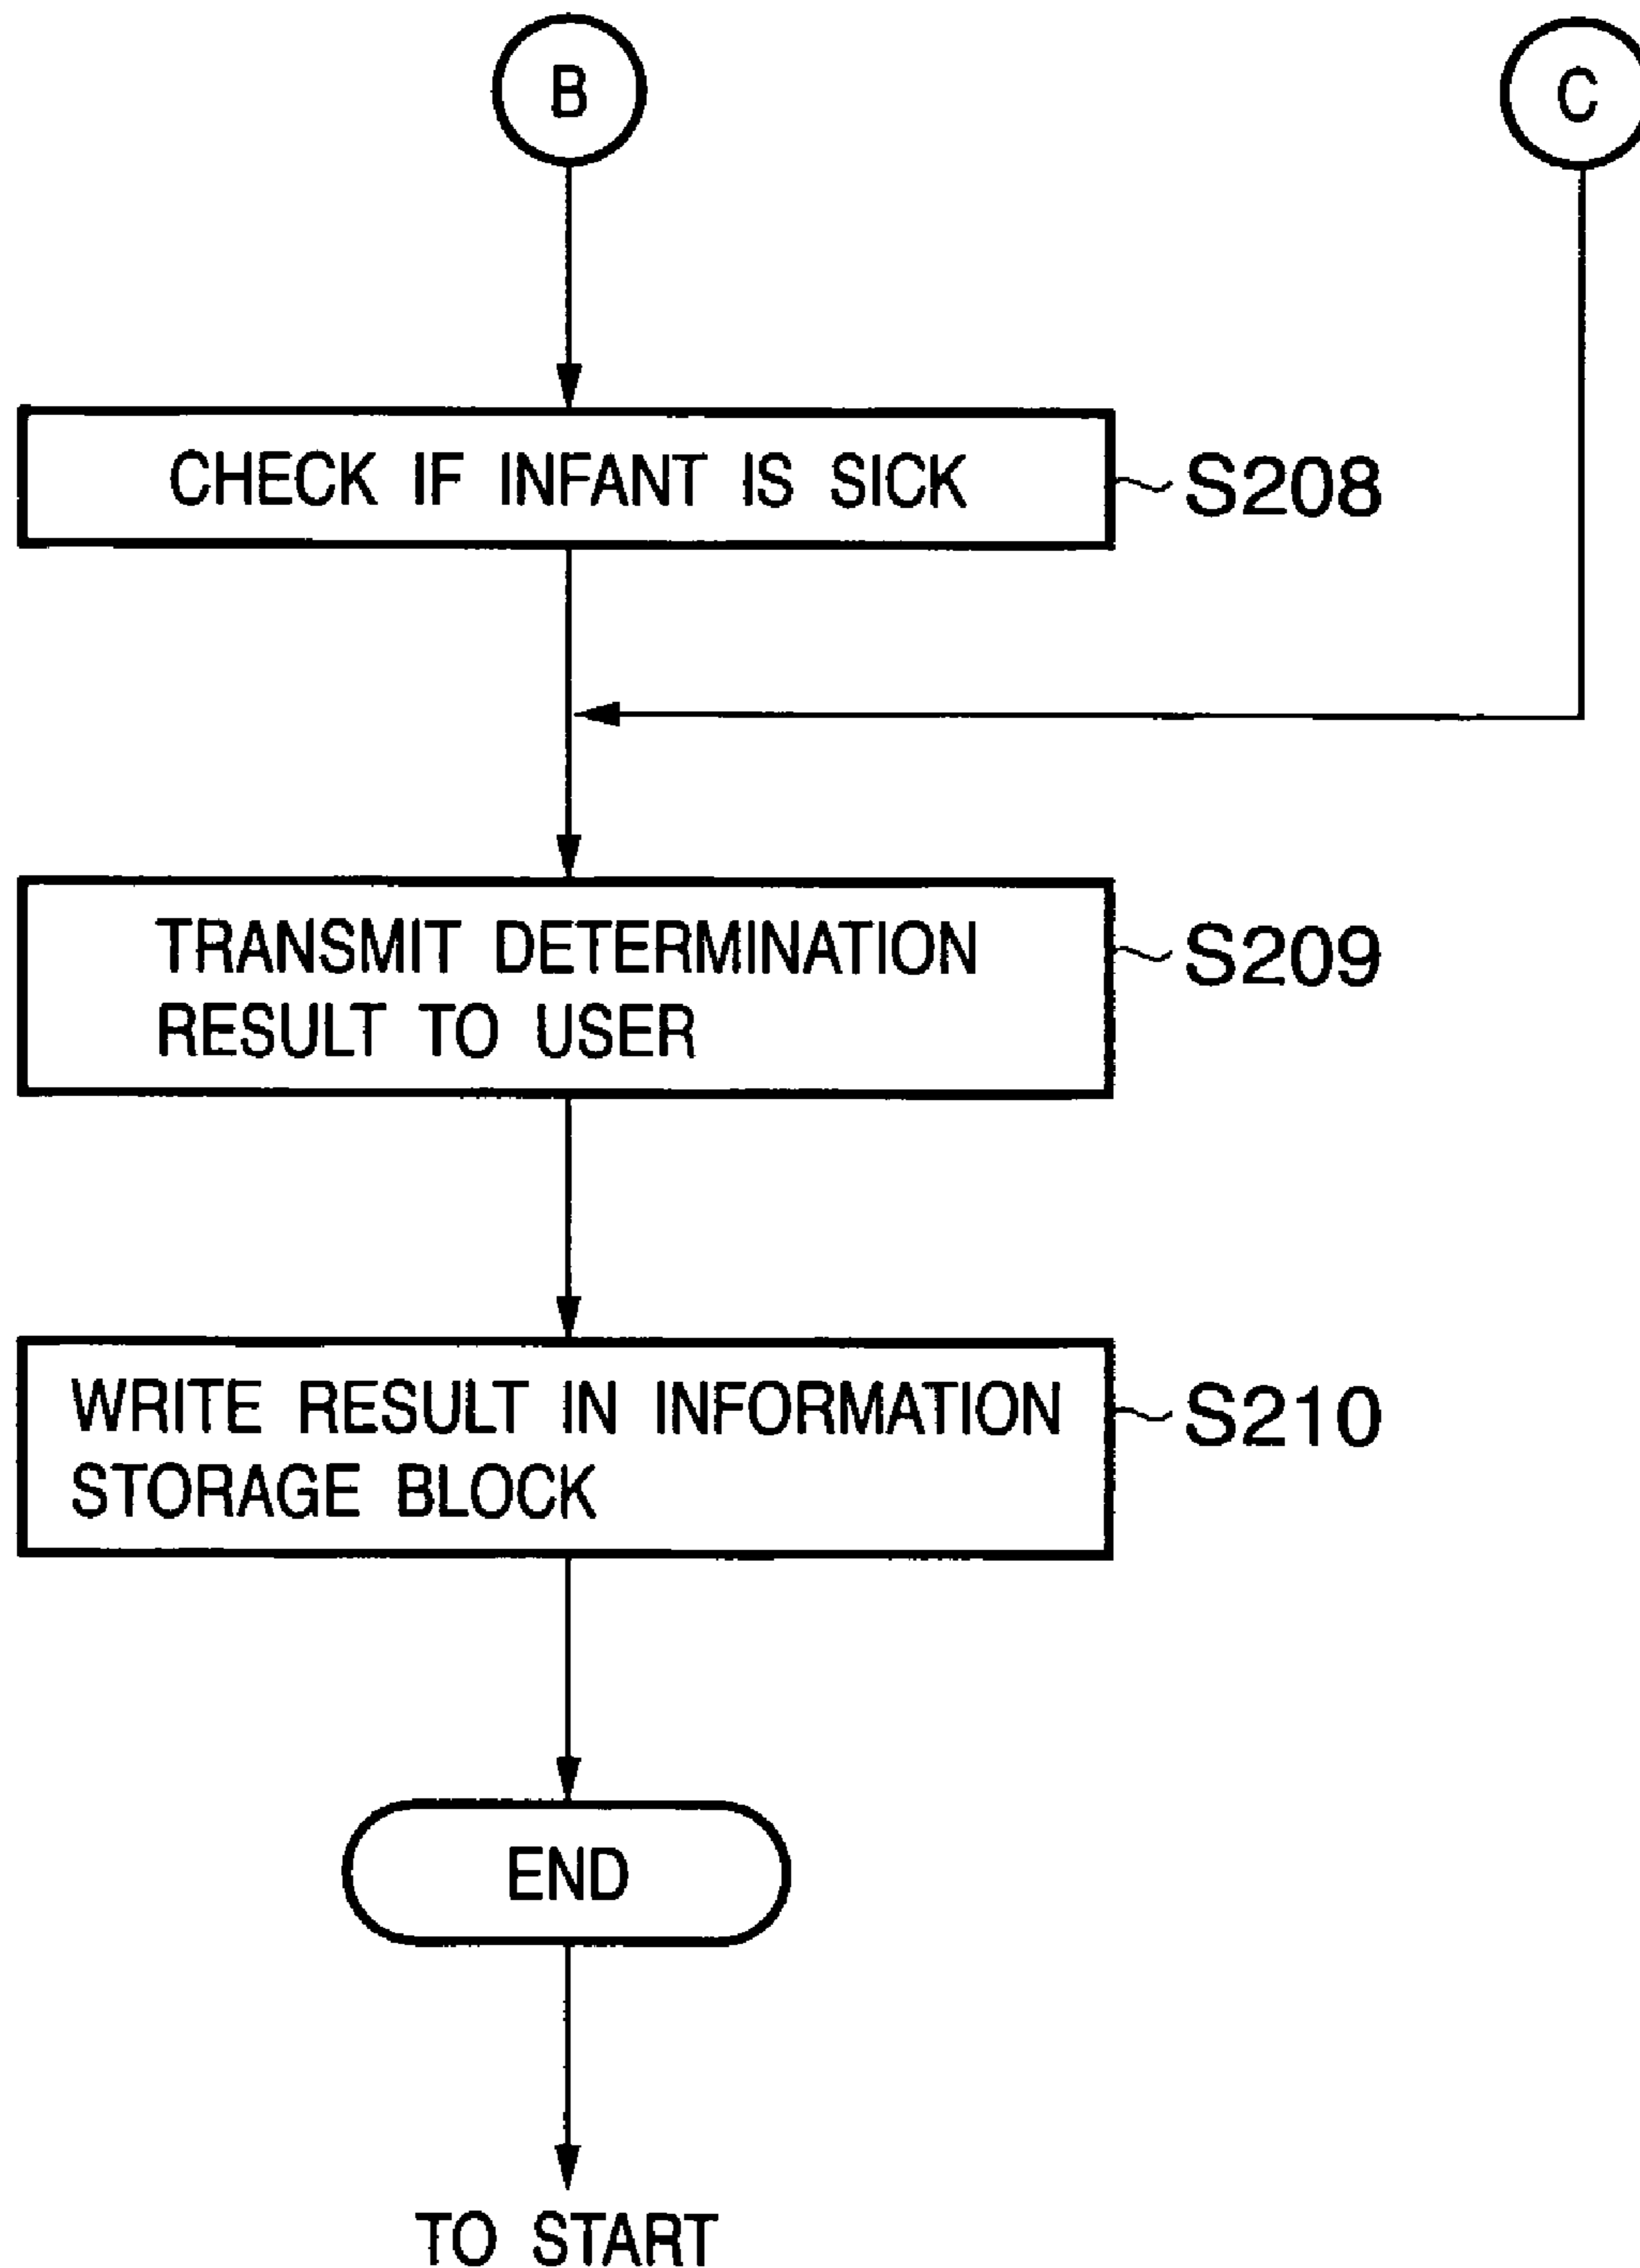 B
C
CHECK IF INFANT IS SICK
S208
TRANSMIT DETERMINATION
RESULT TO USER
S209
WRITE RESULT IN INFORMATION
STORAGE BLOCK
S210
END
TO START